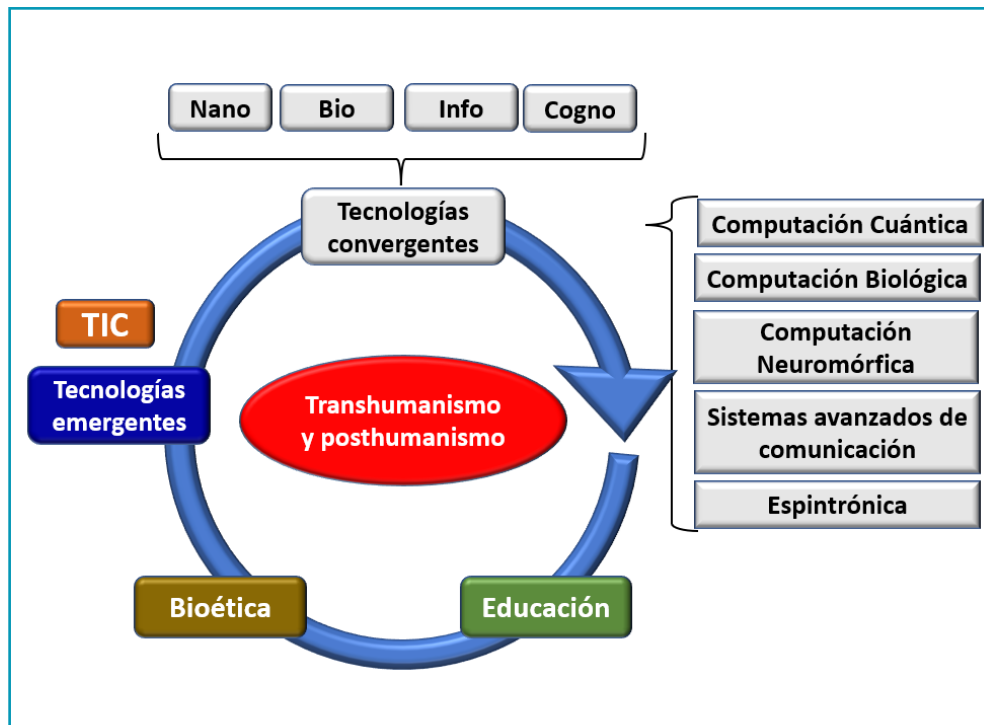 Nano
Bio
Info
Cogno
Tecnologías
convergentes
Computación Cuántica
Computación Biológica
Computación
Neuromórfica
Sistemas avanzados de
comunicación
Espintrónica
TIC
Tecnologías
emergentes
Transhumanismo
y posthumanismo
Bioética
Educación